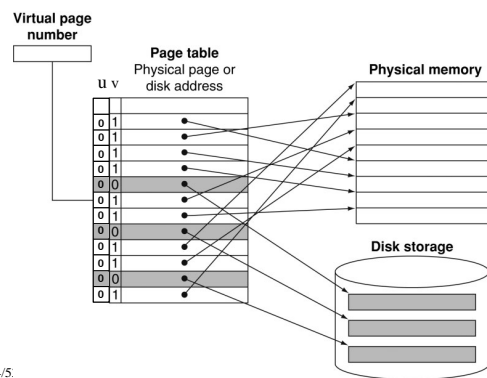 Virtual page
number
Page table
Physical page or
disk address
Physical memory
u v
0 1
0 1
0 1
0 1
0 0
0 1
0 1
0 0
0 1
0 1
0 0
0 1
Disk storage
/5: